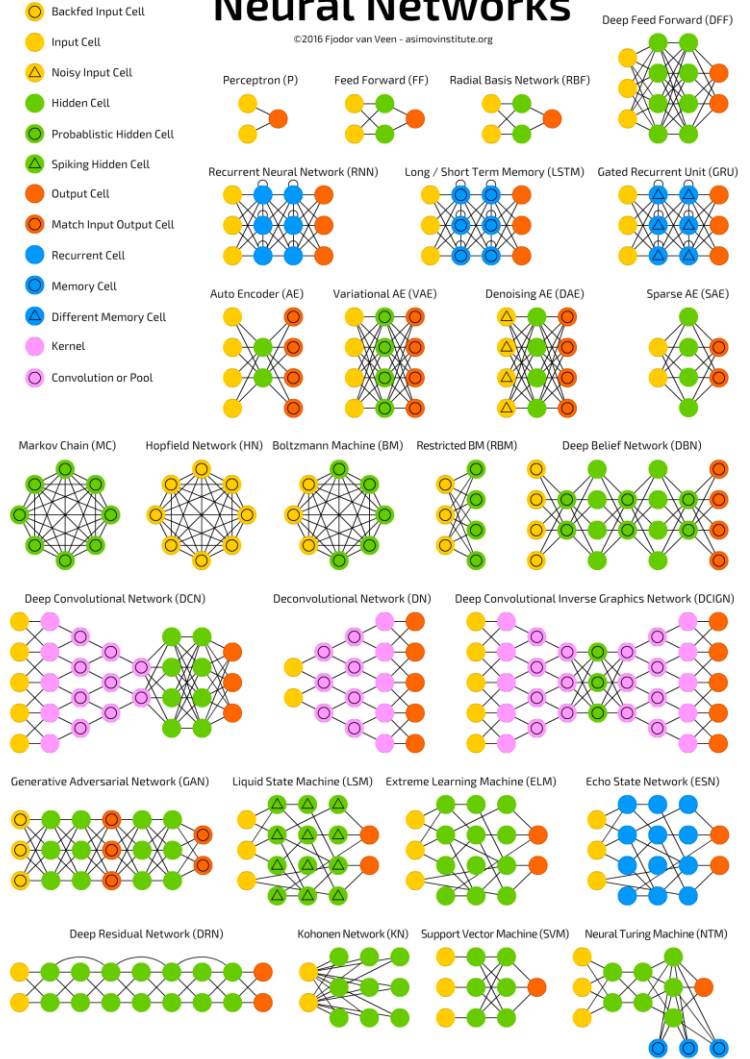 Neural Networks
©2016 Fjodor van Veen - asimovinstitute.org
Backfed Input Cell
Input Cell
Noisy Input Cell
Hidden Cell
Probablistic Hidden Cell
Spiking Hidden Cell
Output Cell
Match Input Output Cell
Recurrent Cell
Memory Cell
Different Memory Cell
Kernel
Convolution or Pool
Deep Feed Forward (DFF)
Perceptron (P)
Feed Forward (FF)
Radial Basis Network (RBF)
Recurrent Neural Network (RNN)
Long / Short Term Memory (LSTM)
Gated Recurrent Unit (GRU)
Auto Encoder (AE)
Variational AE (VAE)
Denoising AE (DAE)
Sparse AE (SAE)
Markov Chain (MC)
Hopfield Network (HN)
Boltzmann Machine (BM)
Restricted BM (RBM)
Deep Belief Network (DBN)
Deep Convolutional Network (DCN)
Deconvolutional Network (DN)
Deep Convolutional Inverse Graphics Network (DCIGN)
Generative Adversarial Network (GAN)
Liquid State Machine (LSM)
Extreme Learning Machine (ELM)
Echo State Network (ESN)
Deep Residual Network (DRN)
Kohonen Network (KN)
Support Vector Machine (SVM)
Neural Turing Machine (NTM)